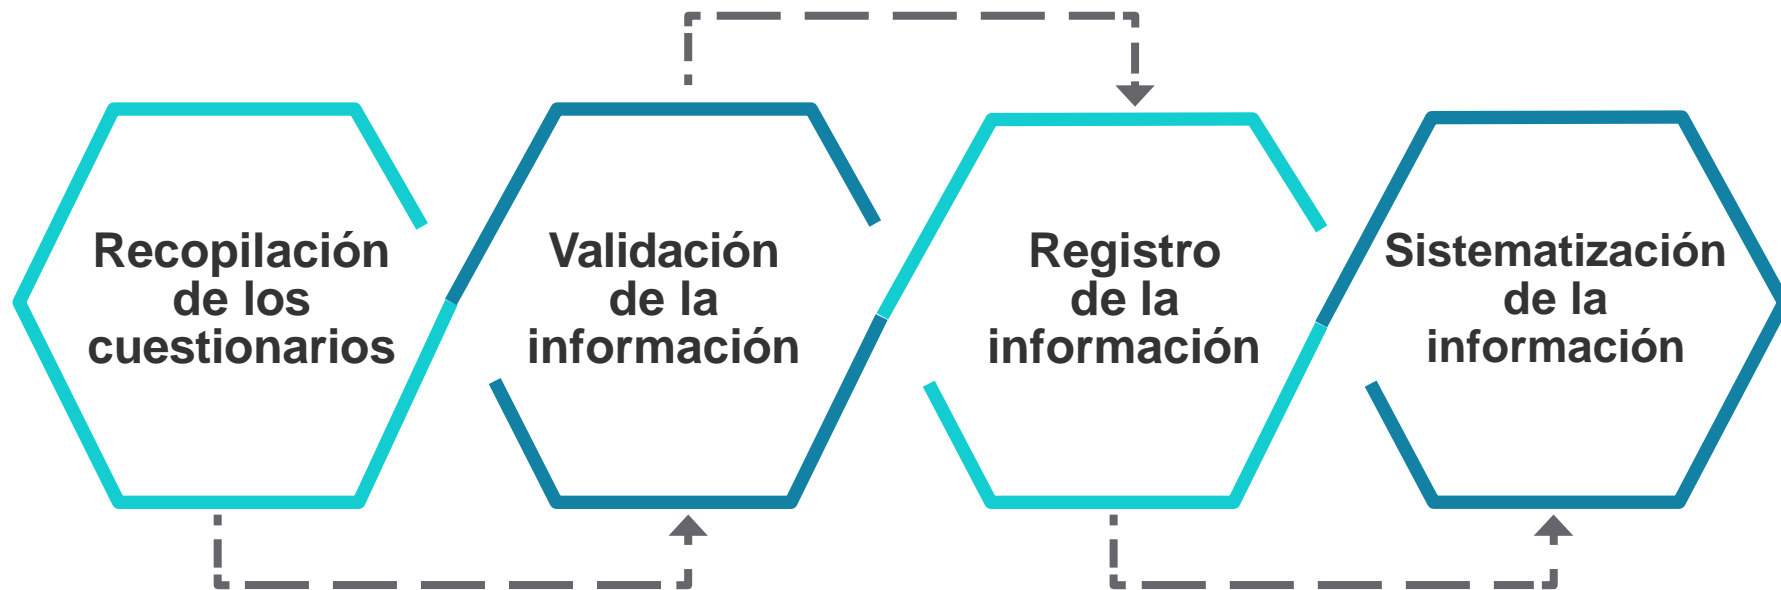 Recopilación
de los
cuestionarios
Validación
de la
información
Registro
de la
información
Sistematización
de la
información